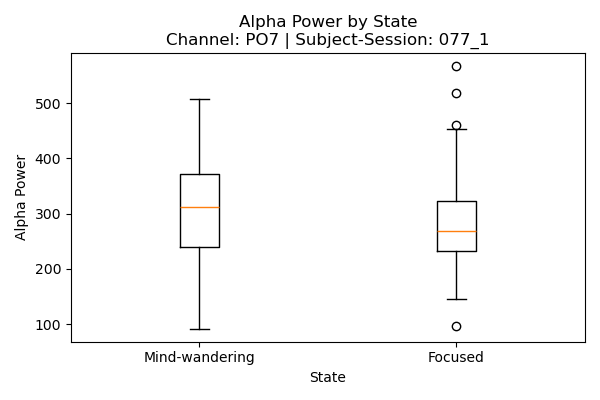 Alpha Power by State
Channel: PO7 | Subject-Session: 077_1
Alpha Power
500
400
300
200
100
Mind-wandering
Focused
State